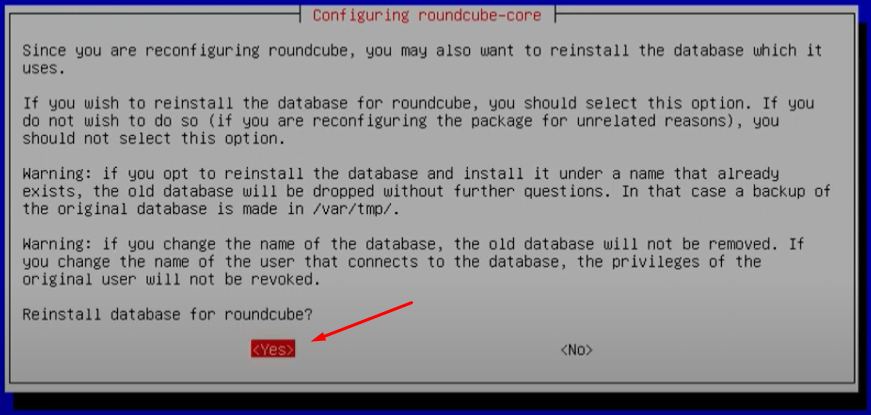 Configuring roundcube-core
Since you are reconfiguring roundcube, you may also want to reinstall the database which it
uses.
If you wish to reinstall the database for roundcube, you should select this option. If you
do not wish to do so (if you are reconfiguring the package for unrelated reasons), you
should not select this option.
Warning: if you opt to reinstall the database and install it under a name that already
exists, the old database will be dropped without further questions. In that case a backup of
the original database is made in /var/tmp/.
Warning: if you change the name of the database, the old database will not be removed. If
you change the name of the user that connects to the database, the privileges of the
original user will not be revoked.
Reinstall database for roundcube?
<Yes> <No>